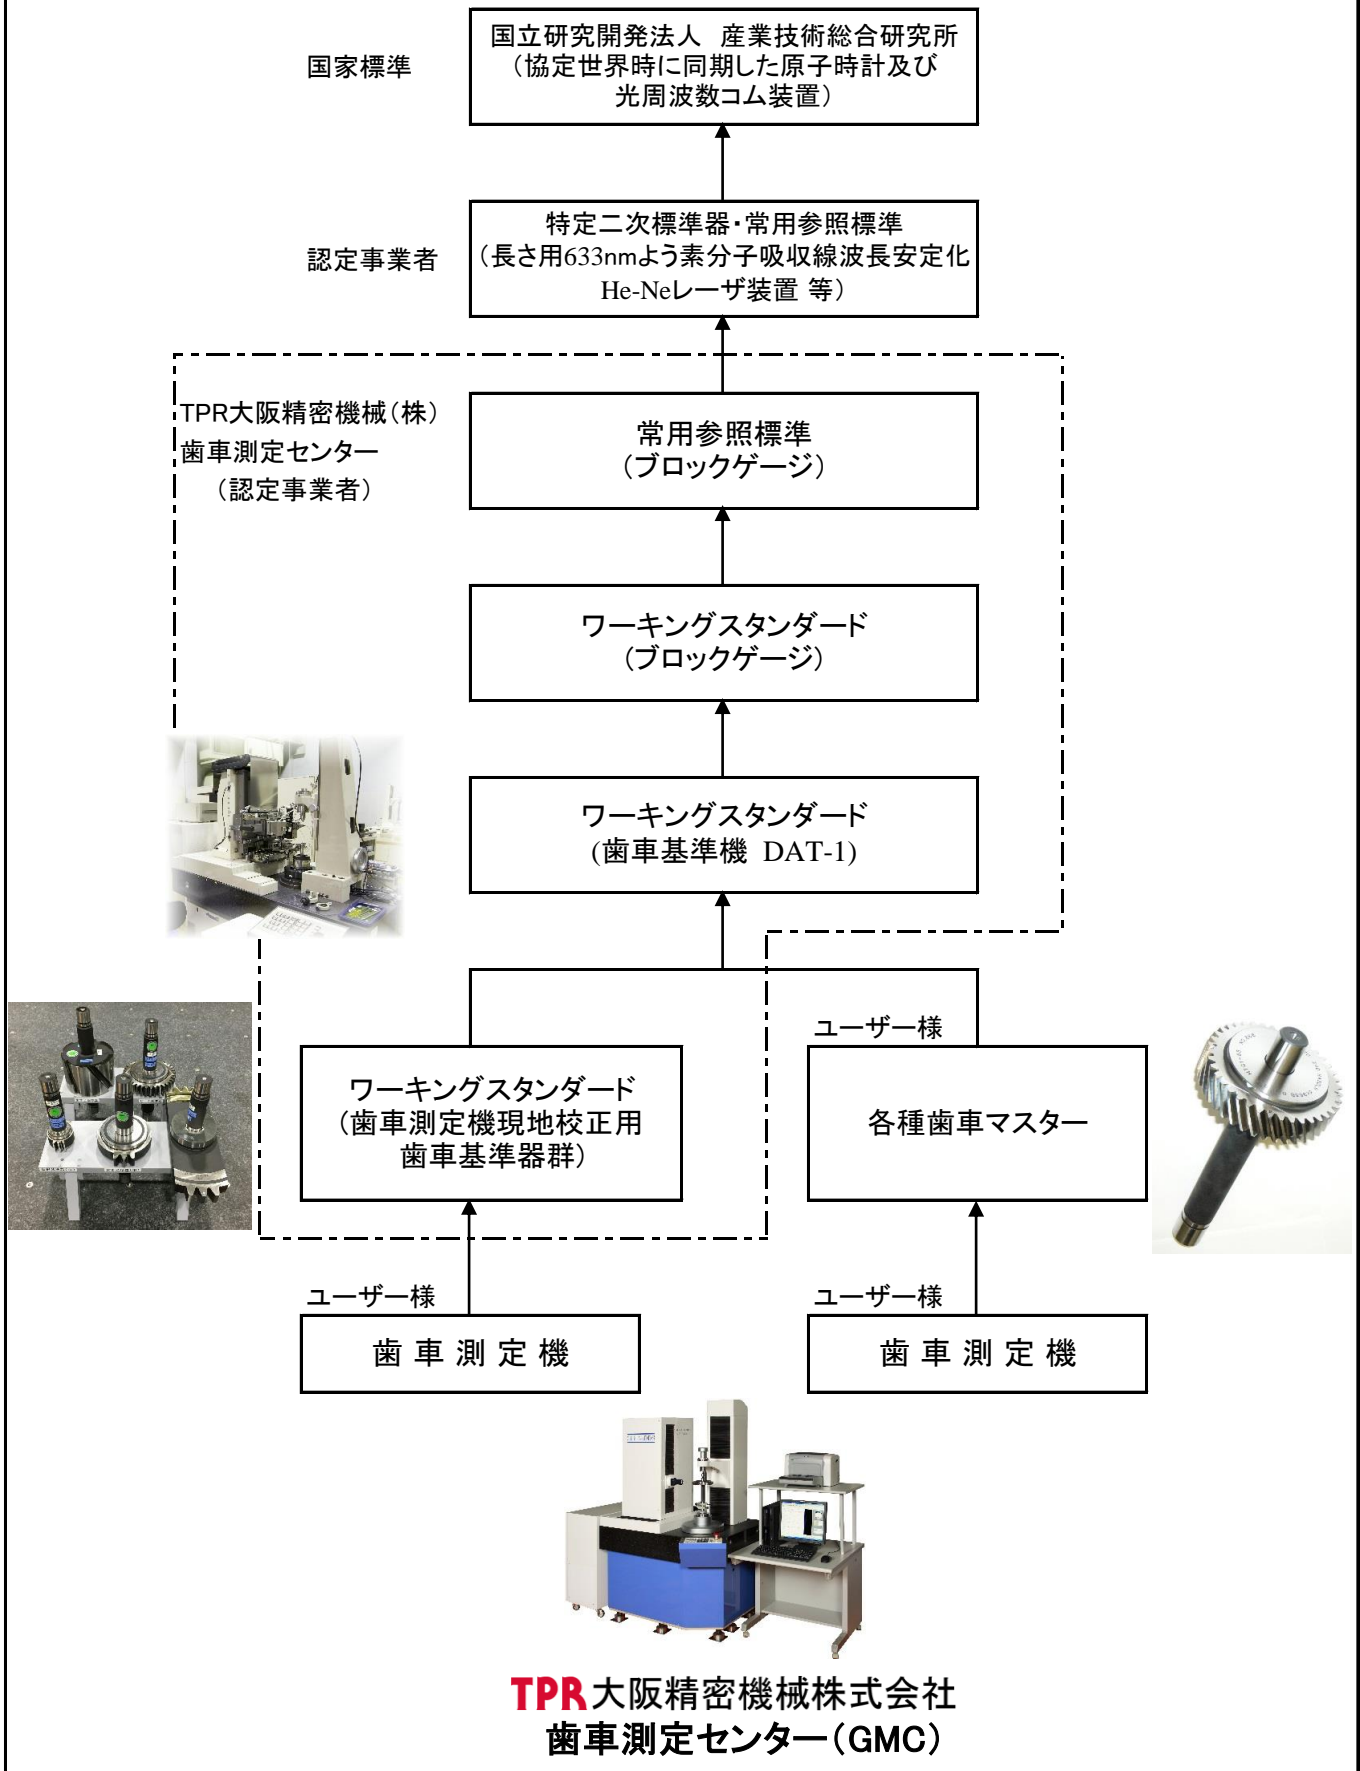 国家標準
国立研究開発法人 産業技術総合研究所
（協定世界時に同期した原子時計及び
光周波数コム装置）
認定事業者
特定二次標準器・常用参照標準
（長さ用633nmよう素分子吸収線波長安定化
He-Neレーザ装置 等）
TPR大阪精密機械（株）
歯車測定センター
（認定事業者）
常用参照標準
（ブロックゲージ）
ワーキングスタンダード
（ブロックゲージ）
ワーキングスタンダード
(歯車基準機 DAT-1)
ワーキングスタンダード
（歯車測定機現地校正用
歯車基準器群）
ユーザー様
各種歯車マスター
ユーザー様
歯車測定機
ユーザー様
歯車測定機
TPR大阪精密機械株式会社
歯車測定センター（GMC）